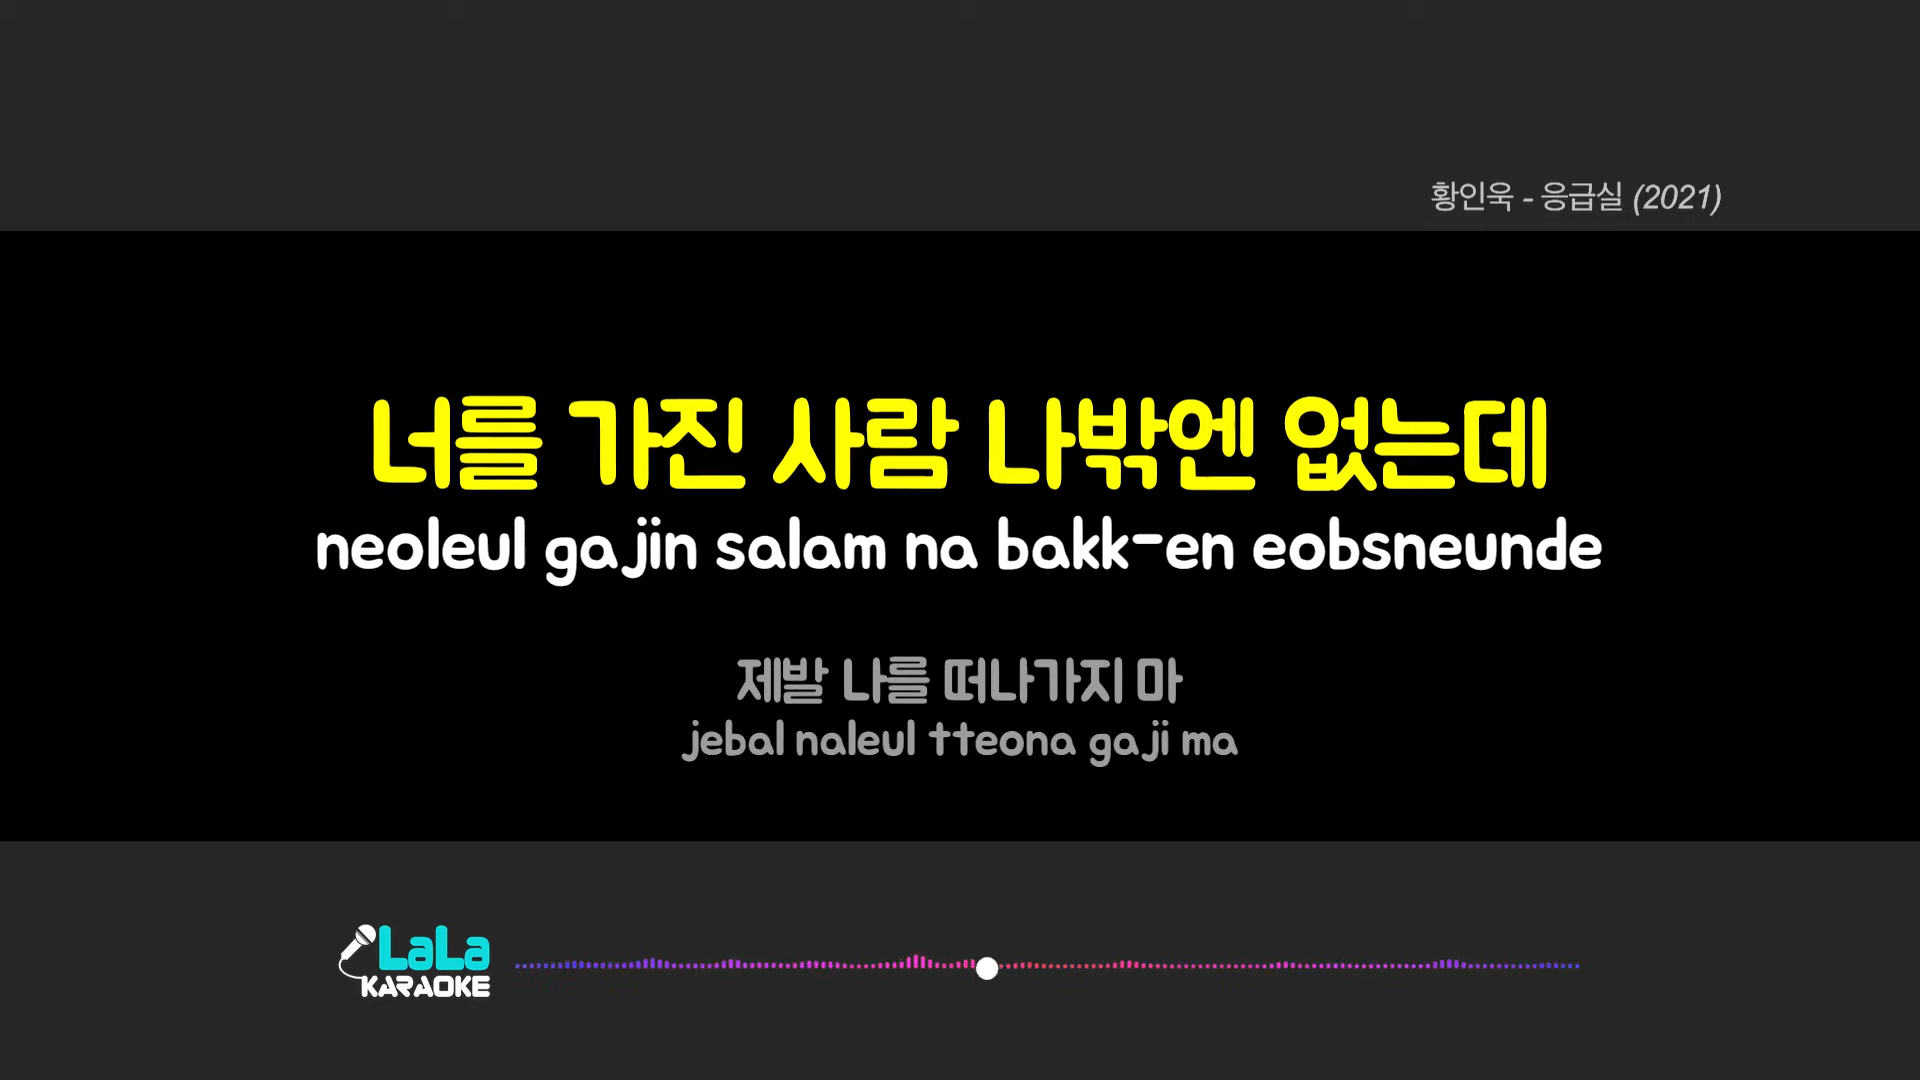 황인욱 - 응급실 (2021)
너를 가진 사람 나밖엔 없는데
neoleul gajin salam na bakk-en eobsneunde
제발 나를 떠나가지 마
jebal naleul tteona gaji ma
LaLa
KARAOKE